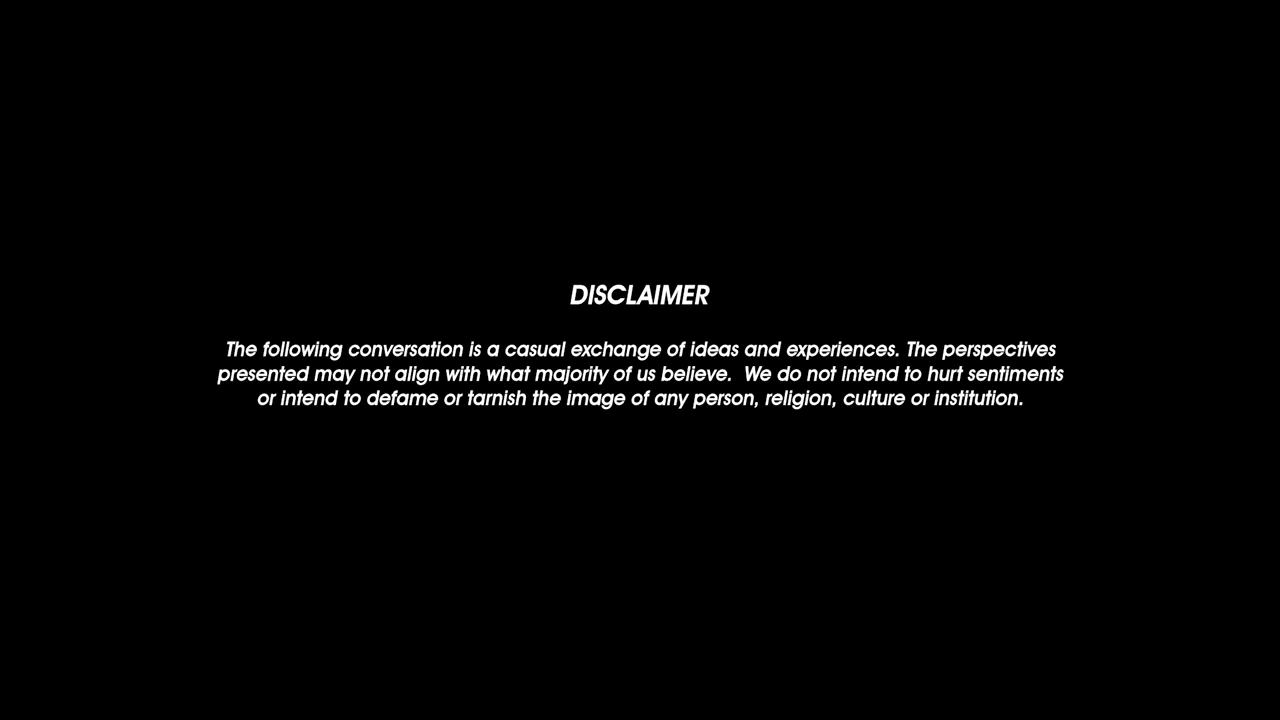 DISCLAIMER
The following conversation is a casual exchange of ideas and experiences. The perspectives
presented may not align with what majority of us believe.  We do not intend to hurt sentiments
or intend to defame or tarnish the image of any person, religion, culture or institution.